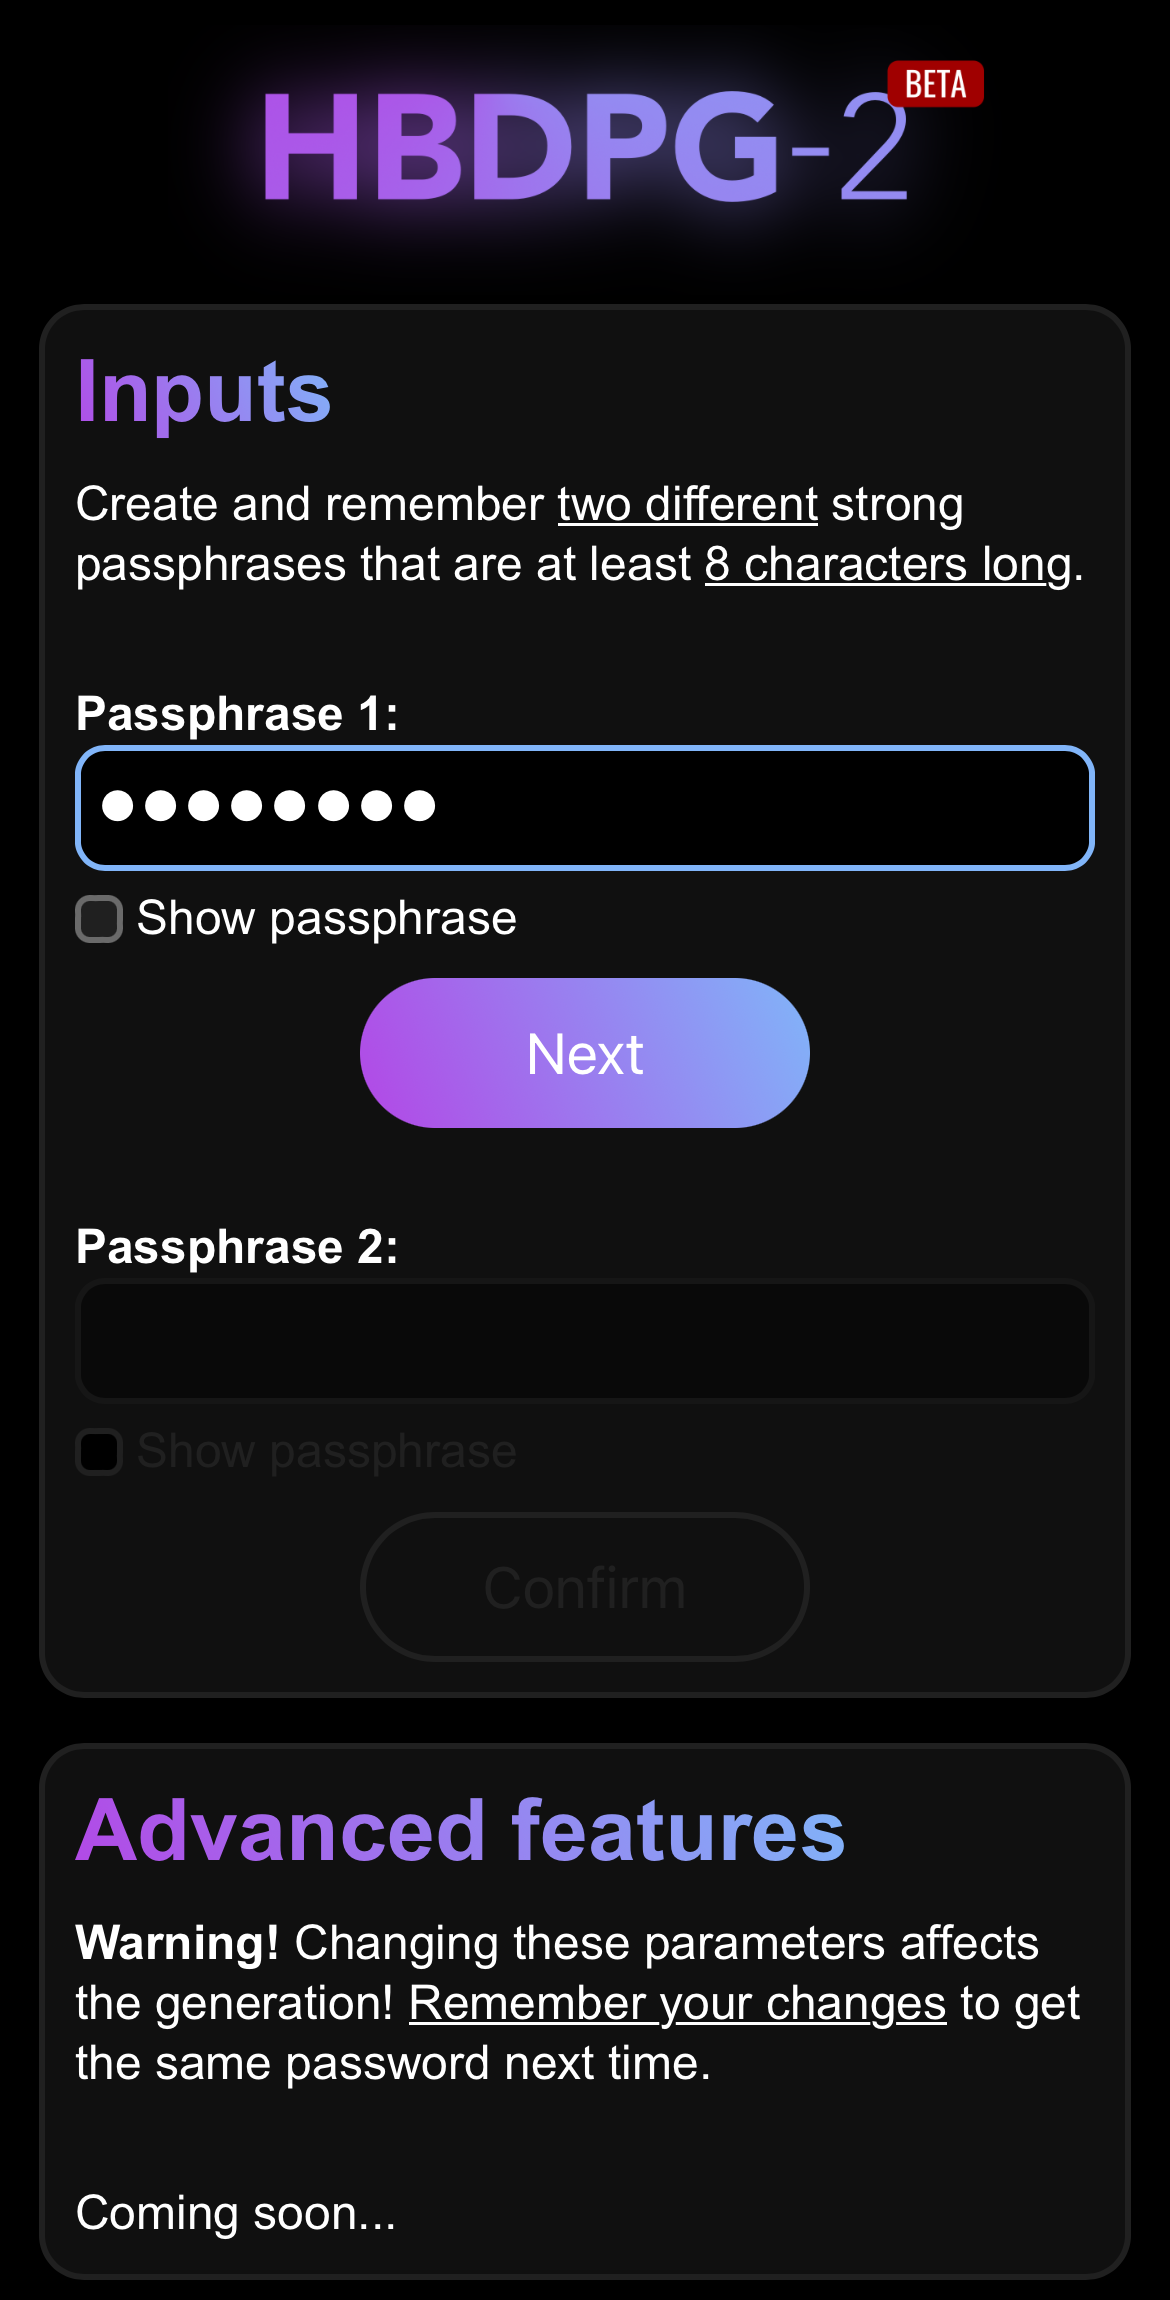 HBDPG-2
BETA
Inputs
Create and remember two different strong
passphrases that are at least 8 characters long.
Passphrase 1:
●●●●●●●●
Show passphrase
Next
Passphrase 2:
Show passphrase
Confirm
Advanced features
Warning! Changing these parameters affects
the generation! Remember your changes to get
the same password next time.
Coming soon...